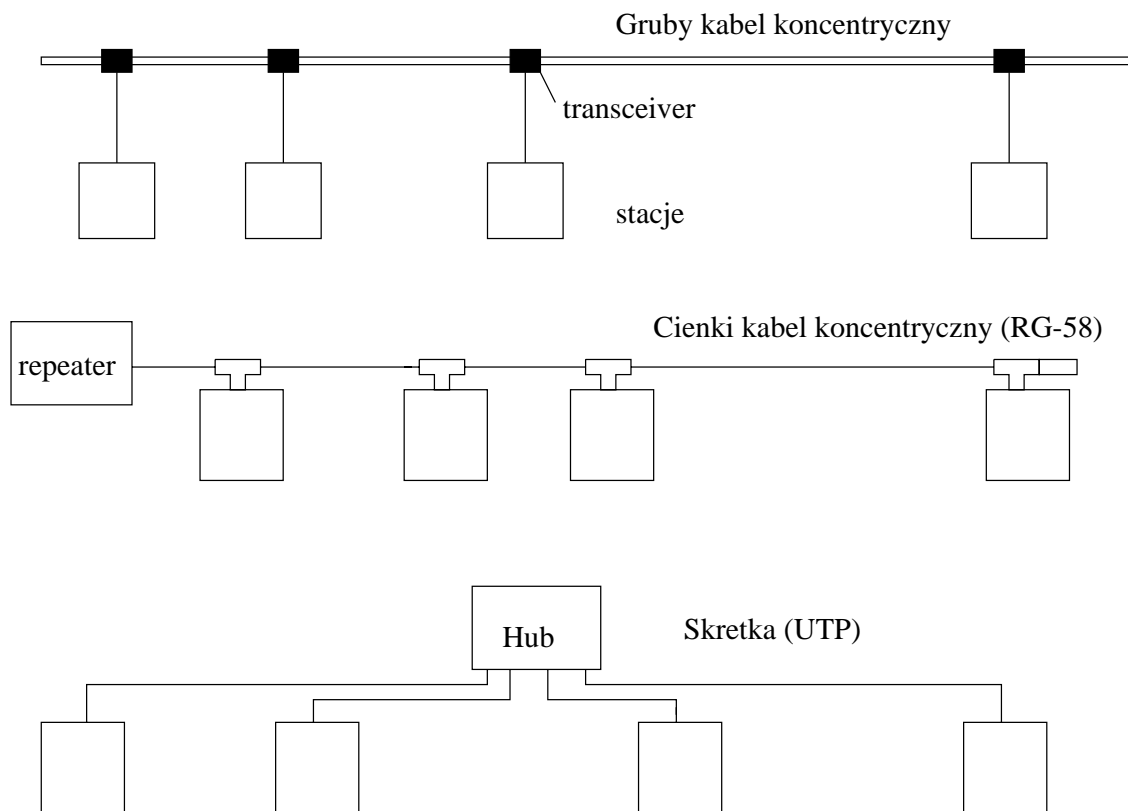 Gruby kabel koncentryczny
transceiver
stacje
Cienki kabel koncentryczny (RG-58)
repeater
Hub
Skretka (UTP)